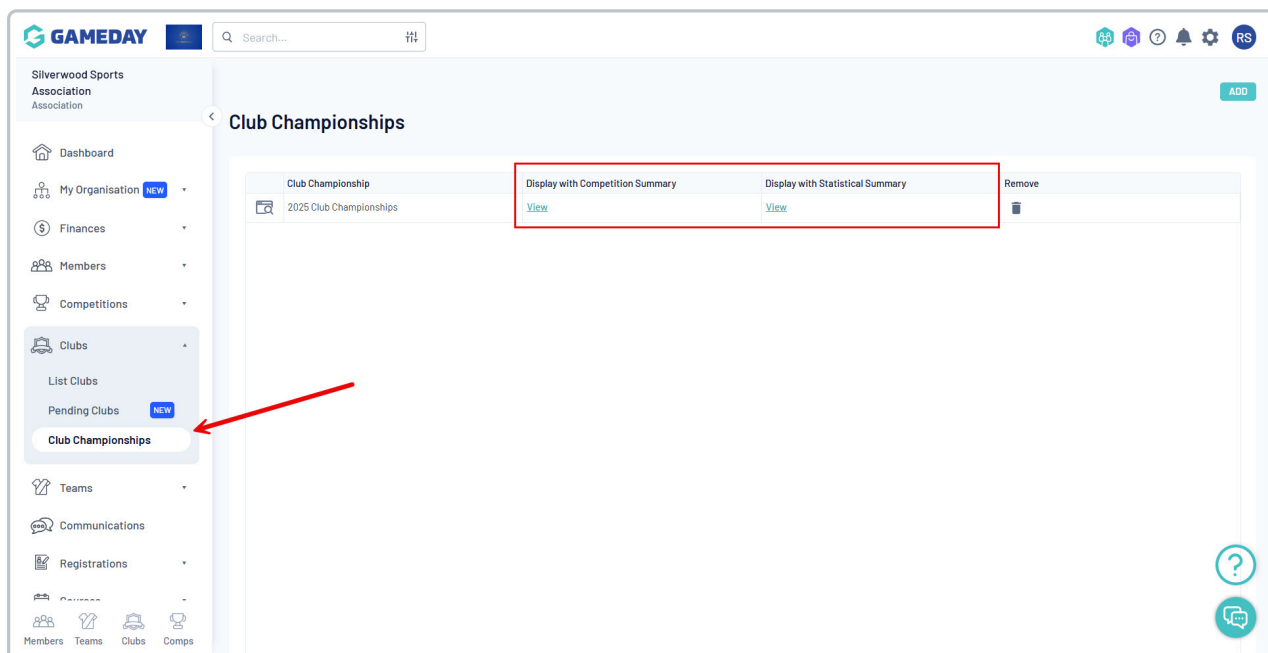 GAMEDAY
Search...
RS
Silverwood Sports
Association
Association
ADD
Club Championships
Dashboard
My Organisation NEW
Finances
Members
Competitions
Clubs
List Clubs
Pending Clubs NEW
Club Championships
Teams
Communications
Registrations
Courses
Members Teams Clubs Comps
Club Championship Display with Competition Summary Display with Statistical Summary Remove
2025 Club Championships View View